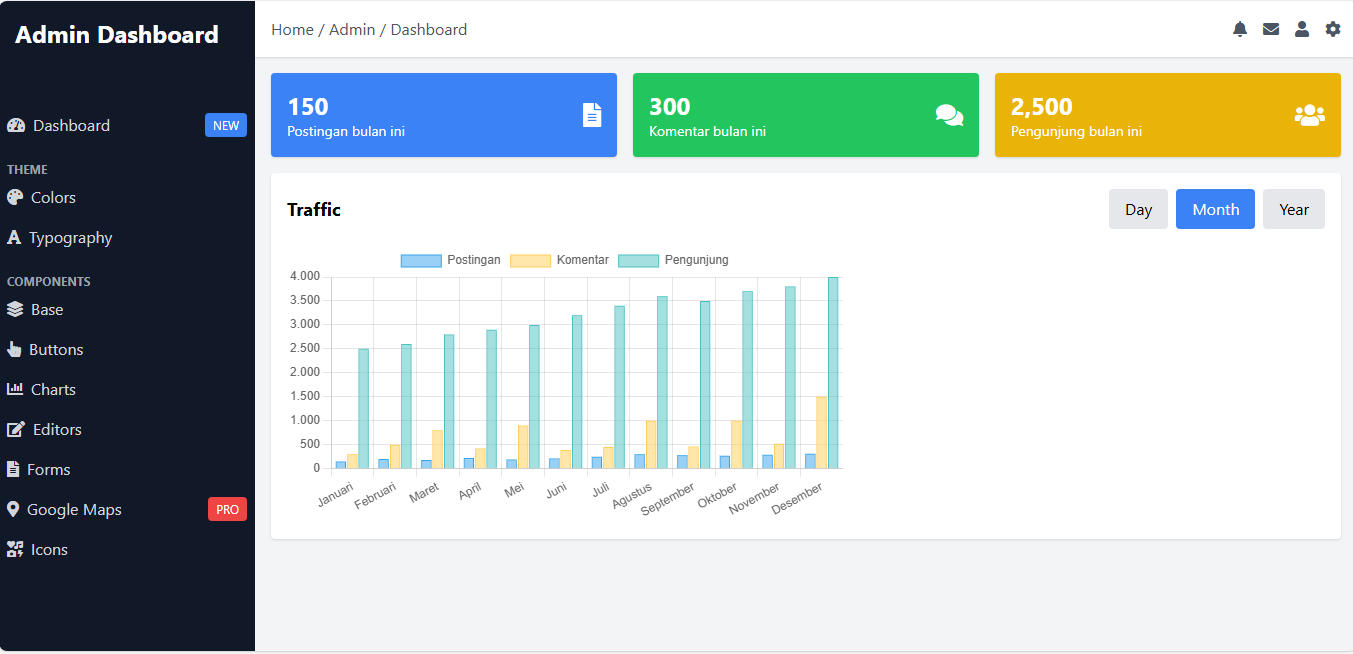 Admin Dashboard
Home / Admin / Dashboard
Dashboard NEW
THEME
Colors
Typography
COMPONENTS
Base
Buttons
Charts
Editors
Forms
Google Maps PRO
Icons
150
Postingan bulan ini
300
Komentar bulan ini
2,500
Pengunjung bulan ini
Traffic
Day Month Year
Postingan Komentar Pengunjung
4.000
3.500
3.000
2.500
2.000
1.500
1.000
500
0
Januari Februari Maret April Mei Juni Juli Agustus September Oktober November Desember